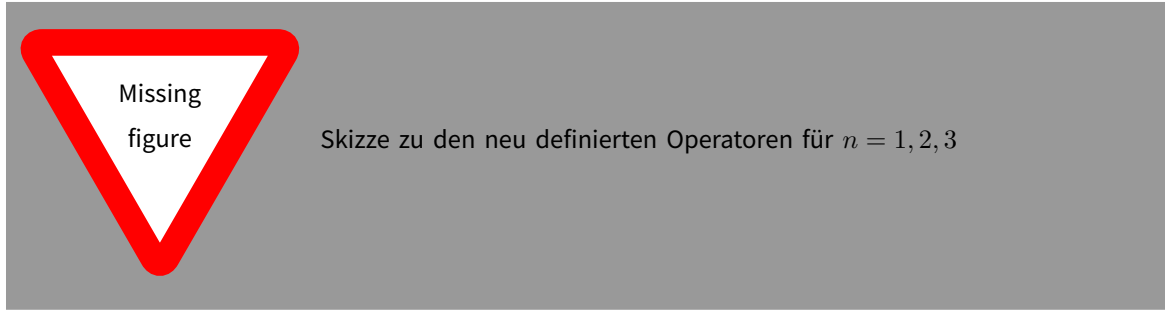 Missing
figure
Skizze zu den neu definierten Operatoren für n = 1, 2, 3